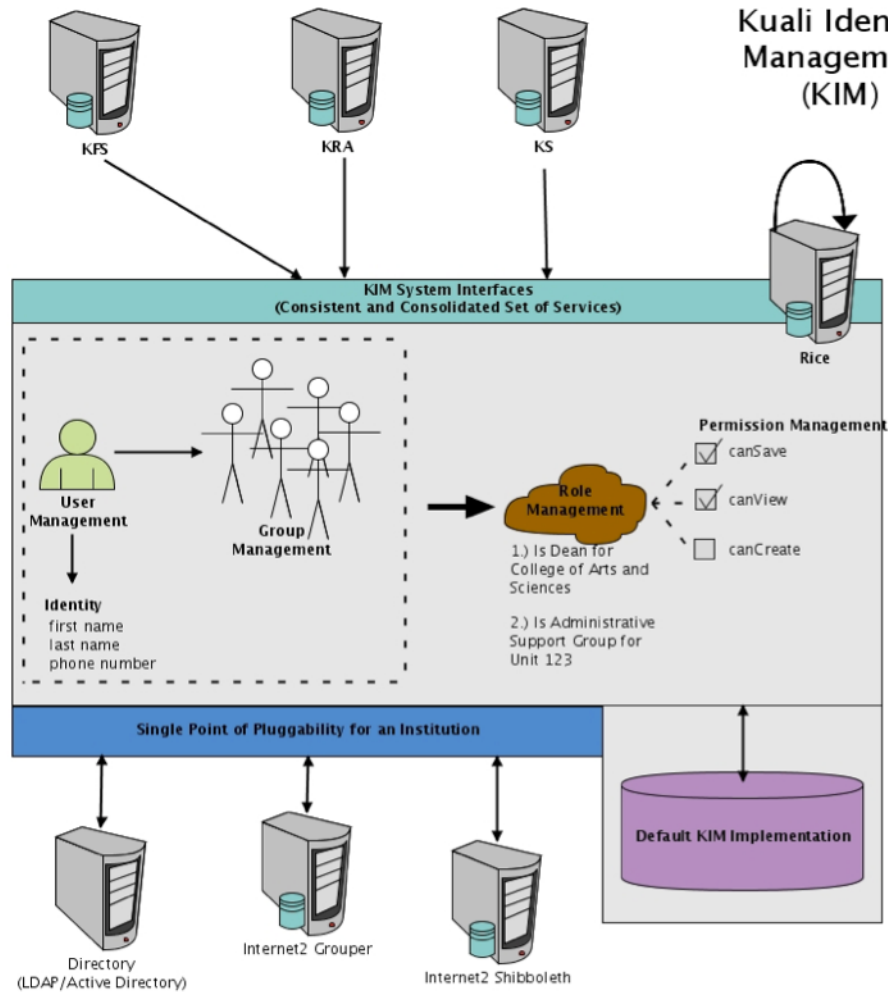 Kuali Iden
Managem
(KIM)
KFS
KRA
KS
Rice
KIM System Interfaces
(Consistent and Consolidated Set of Services)
User
Management
Group
Management
Identity
first name
last name
phone number
Role
Management
1.) Is Dean for
College of Arts and
Sciences
2.) Is Administrative
Support Group for
Unit 123
Permission Management
canSave
canView
canCreate
Single Point of Pluggability for an Institution
Default KIM Implementation
Directory
(LDAP/Active Directory)
Internet2 Grouper
Internet2 Shibboleth